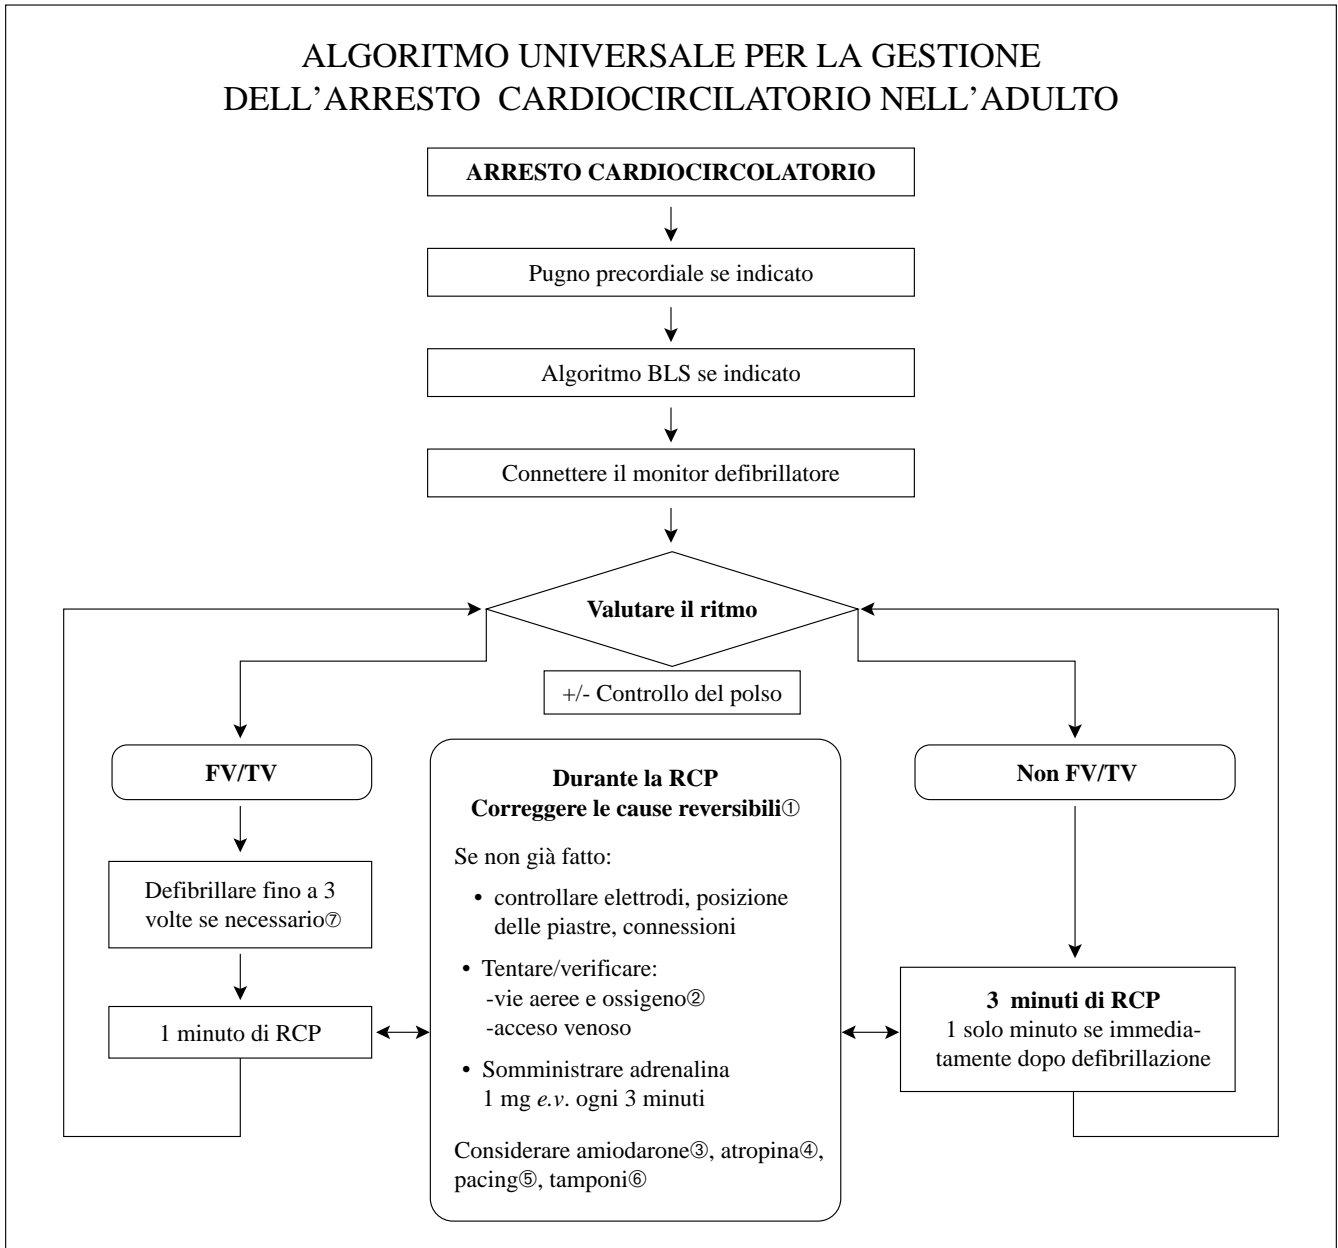 ALGORITMO UNIVERSALE PER LA GESTIONE
DELL’ARRESTO CARDIOCIRCILATORIO NELL’ADULTO
ARRESTO CARDIOCIRCOLATORIO
Pugno precordiale se indicato
Algoritmo BLS se indicato
Connettere il monitor defibrillatore
Valutare il ritmo
+/- Controllo del polso
FV/TV
Defibrillare fino a 3
volte se necessario⑦
1 minuto di RCP
Durante la RCP
Correggere le cause reversibili①
Se non già fatto:
• controllare elettrodi, posizione
delle piastre, connessioni
• Tentare/verificare:
-vie aeree e ossigeno②
-acceso venoso
• Somministrare adrenalina
1 mg e.v. ogni 3 minuti
Considerare amiodarone③, atropina④,
pacing⑤, tamponi⑥
Non FV/TV
3 minuti di RCP
1 solo minuto se immedia-
tamente dopo defibrillazione